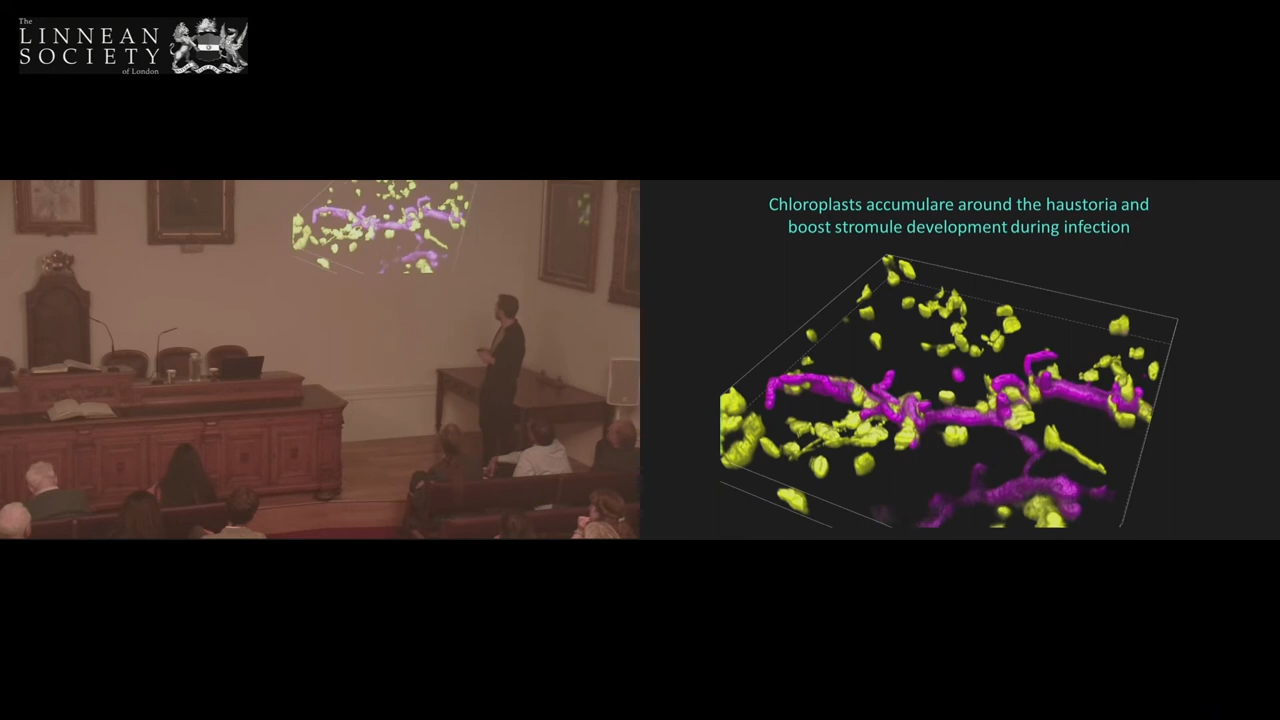 The
LINNEAN
SOCIETY
of London
Chloroplasts accumulare around the haustoria and
boost stromule development during infection